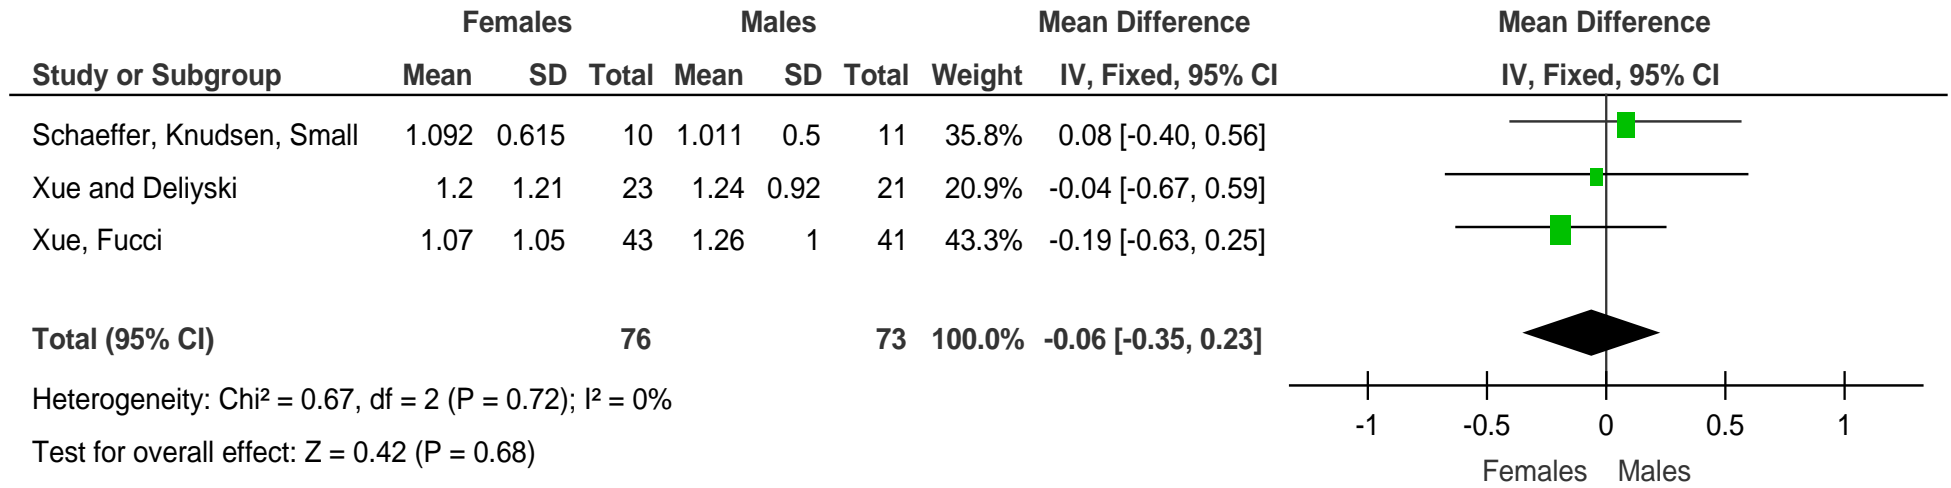 Females Males Mean Difference Mean Difference
Study or Subgroup Mean SD Total Mean SD Total Weight IV, Fixed, 95% CI IV, Fixed, 95% CI
Schaeffer, Knudsen, Small 1.092 0.615 10 1.011 0.5 11 35.8% 0.08 [-0.40, 0.56]
Xue and Deliyski 1.2 1.21 23 1.24 0.92 21 20.9% -0.04 [-0.67, 0.59]
Xue, Fucci 1.07 1.05 43 1.26 1 41 43.3% -0.19 [-0.63, 0.25]
Total (95% CI) 76 73 100.0% -0.06 [-0.35, 0.23]
Heterogeneity: Chi² = 0.67, df = 2 (P = 0.72); I² = 0%
Test for overall effect: Z = 0.42 (P = 0.68)
-1 -0.5 0 0.5 1
Females Males